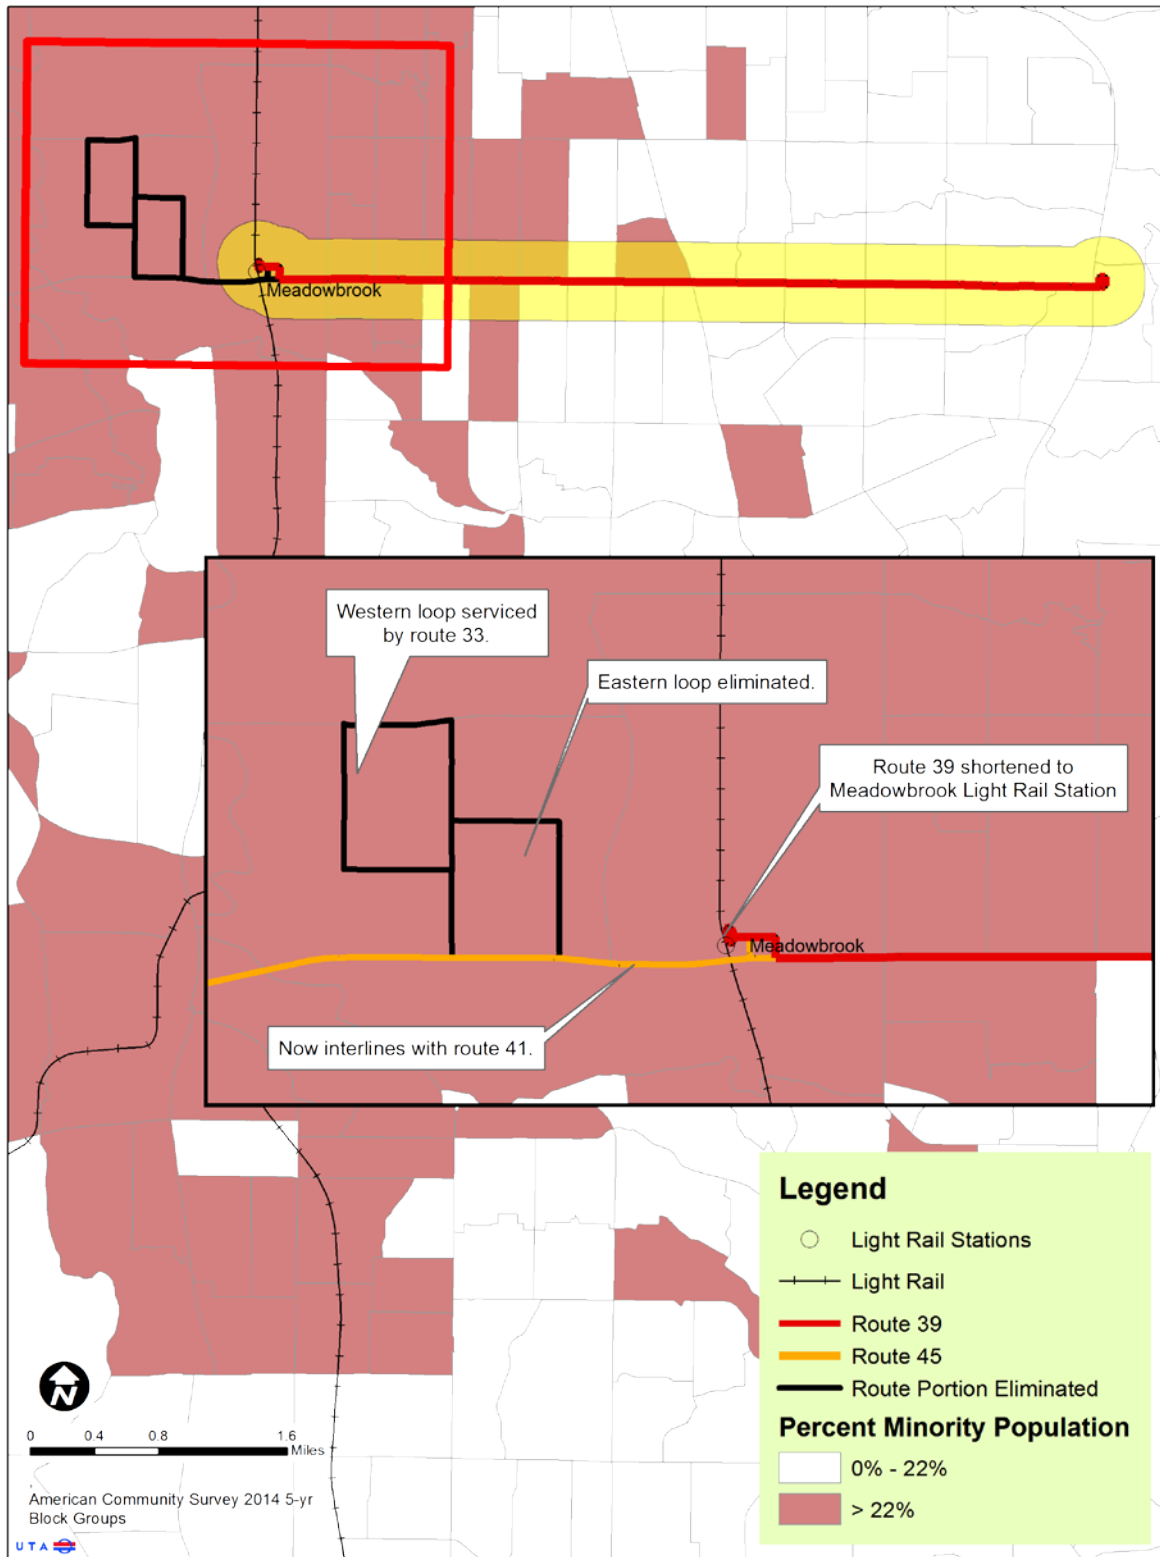 Meadowbrook
Western loop serviced
by route 33.
Eastern loop eliminated.
Route 39 shortened to
Meadowbrook Light Rail Station
Meadowbrook
Now interlines with route 41.
Legend
Light Rail Stations
Light Rail
Route 39
Route 45
Route Portion Eliminated
Percent Minority Population
0% - 22%
> 22%
N
0 0.4 0.8 1.6
Miles
American Community Survey 2014 5-yr
Block Groups
U T A